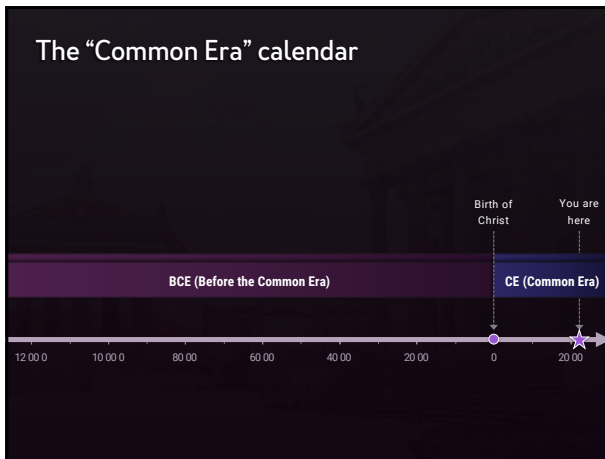 The “Common Era” calendar
Birth of
Christ
You are
here
BCE (Before the Common Era)
CE (Common Era)
12 00 0 10 00 0 80 00 60 00 40 00 20 00 0 20 00